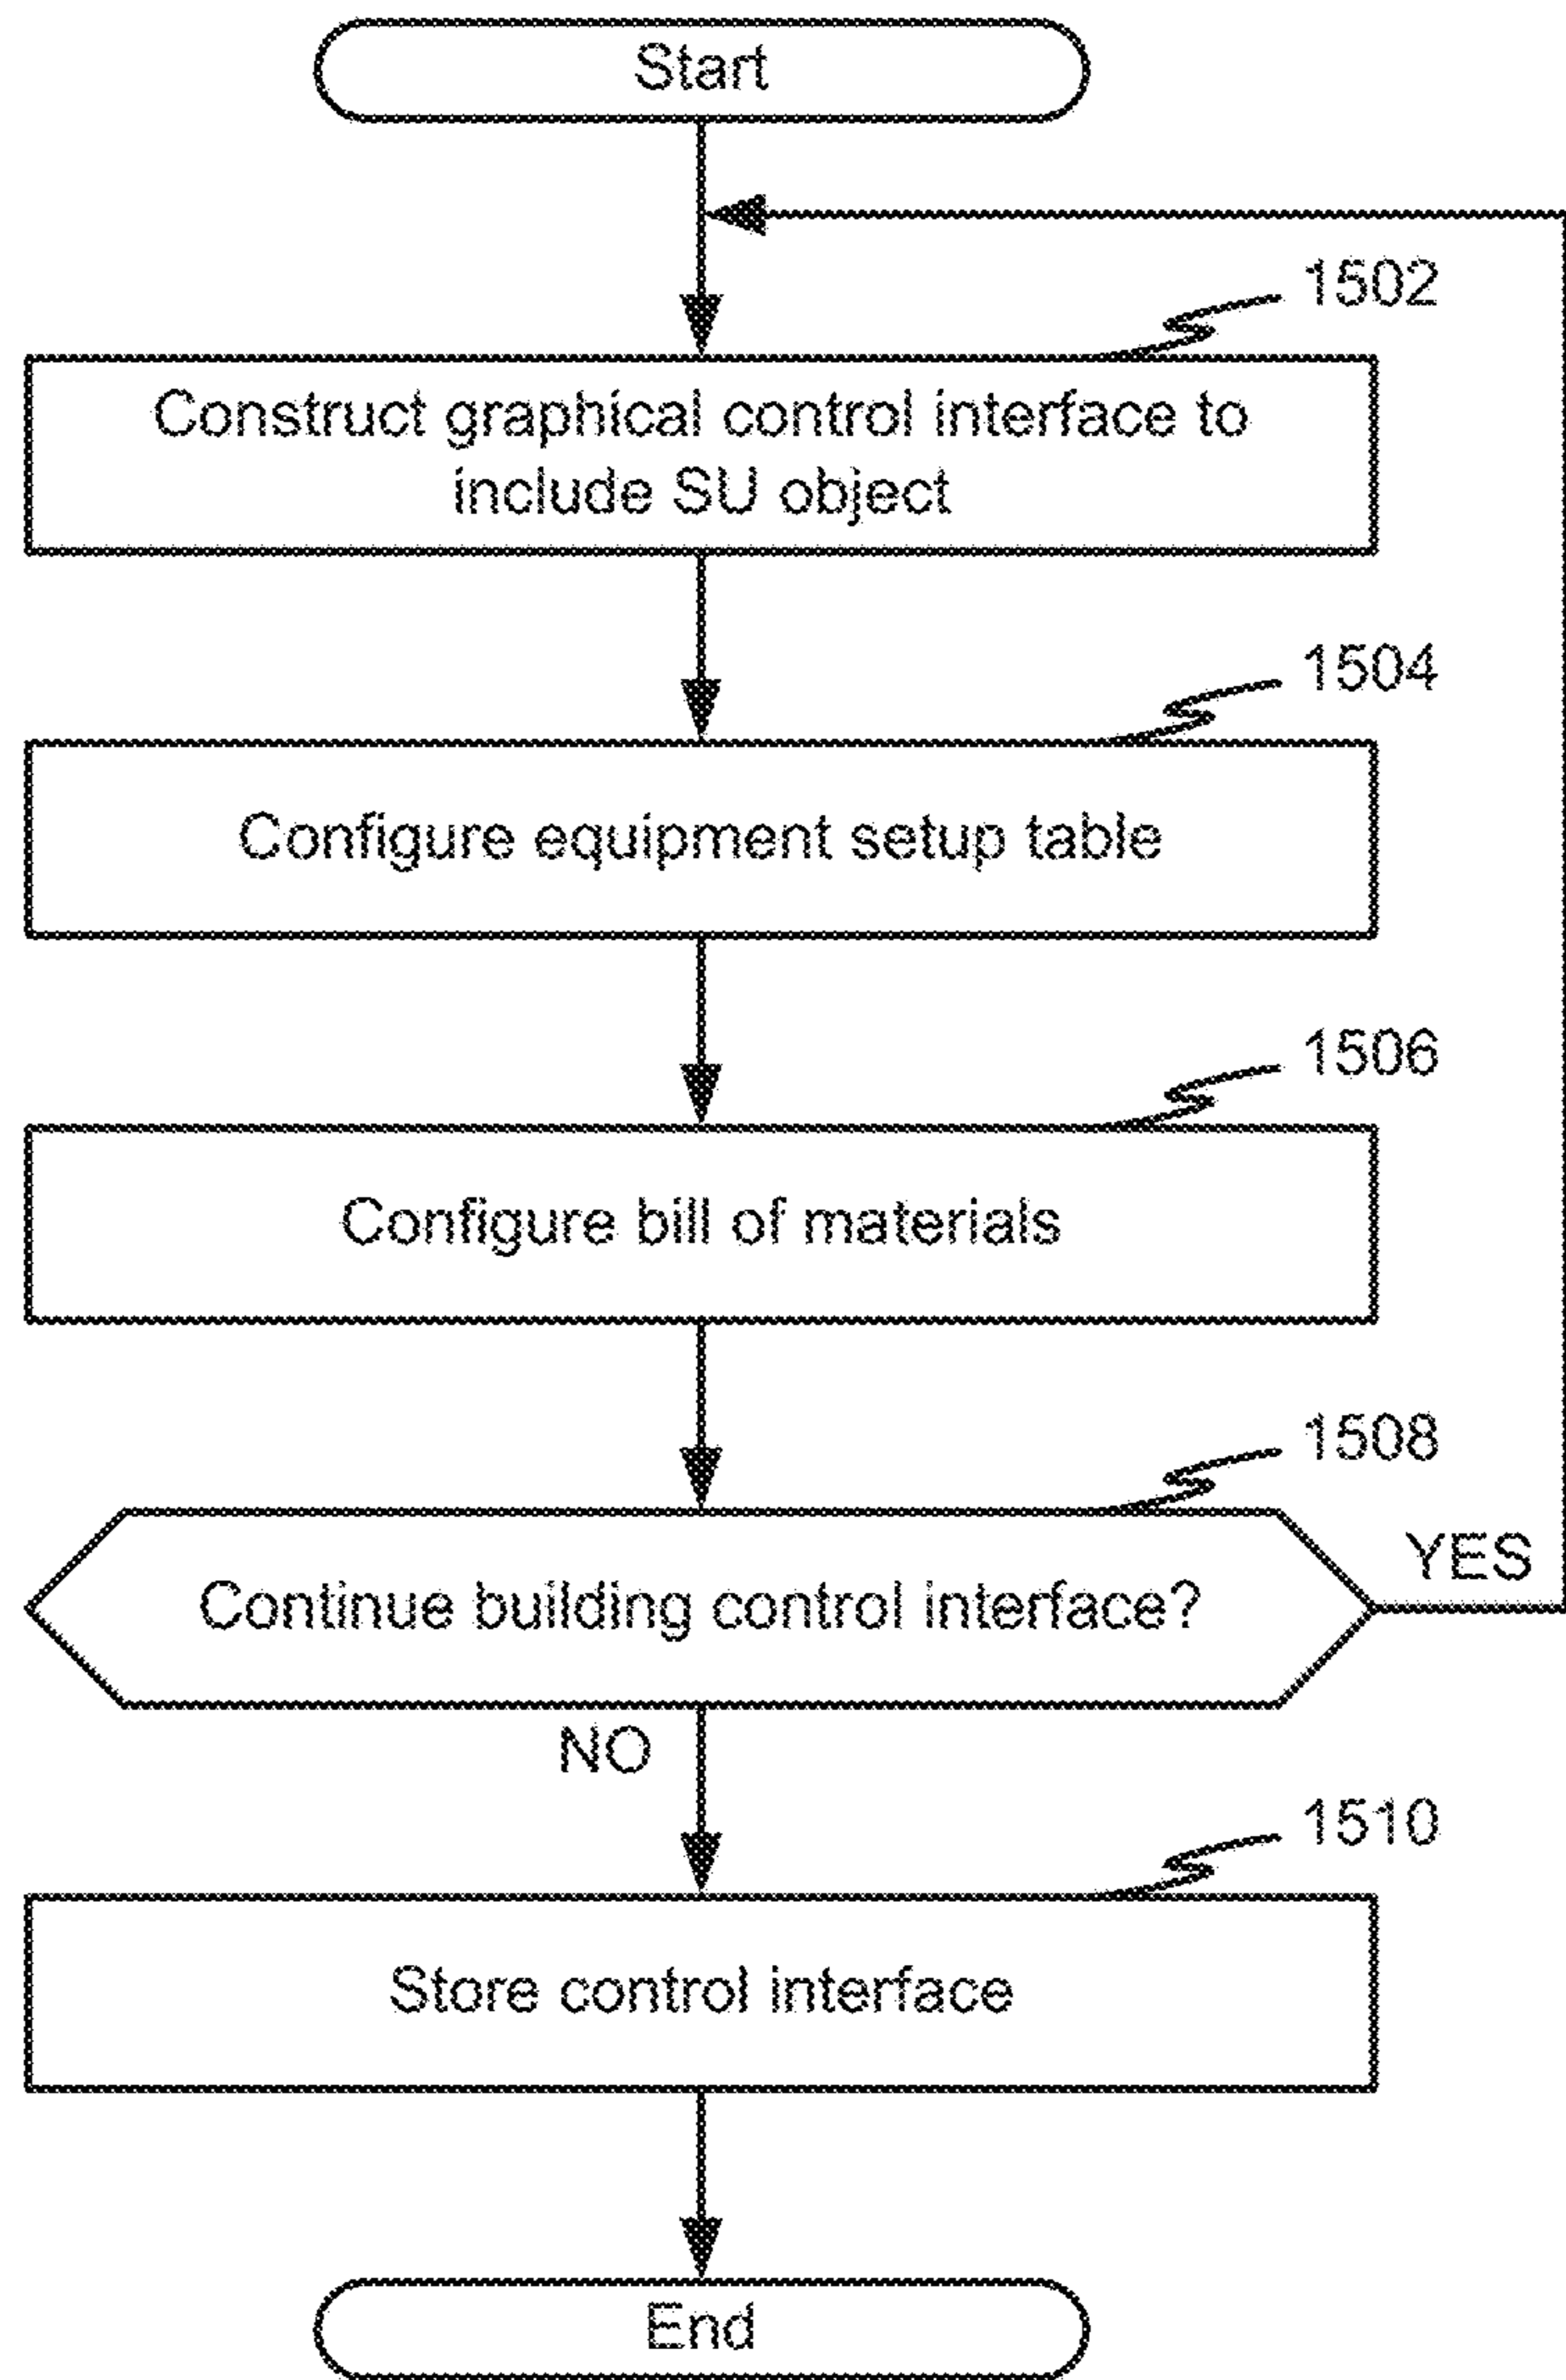 Start
1502
Construct graphical control interface to
include SU object
1504
Configure equipment setup table
1506
Configure bill of materials
1508
Continue building control interface?
YES
NO
1510
Store control interface
End